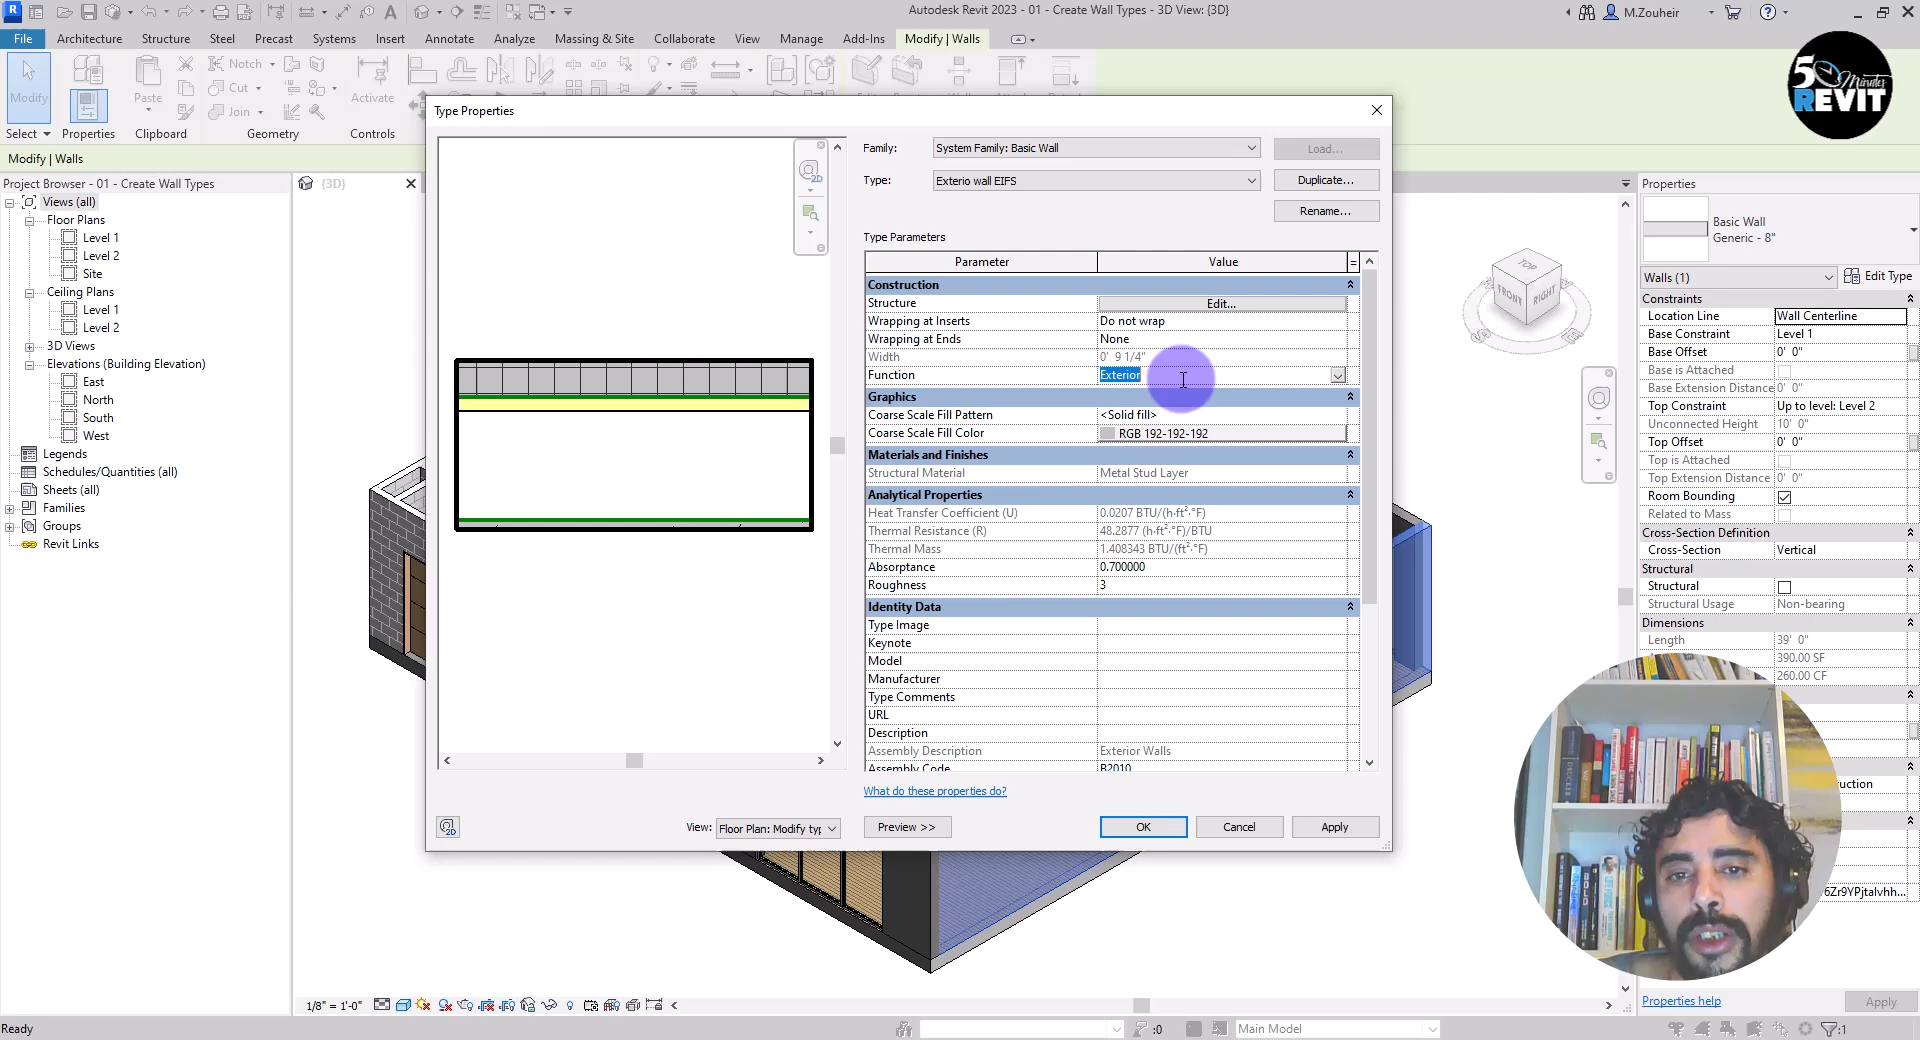 Autodesk Revit 2023 - 01 - Create Wall Types - 3D View: {3D}
M.Zouheir
File
Architecture
Structure
Steel
Precast
Systems
Insert
Annotate
Analyze
Massing & Site
Collaborate
View
Manage
Add-Ins
Modify | Walls
Modify
Paste
Notch
Cut
Join
Activate
Select
Properties
Clipboard
Geometry
Controls
5 Minutes
REVIT
Modify | Walls
Project Browser - 01 - Create Wall Types
Views (all)
Floor Plans
Level 1
Level 2
Site
Ceiling Plans
Level 1
Level 2
3D Views
Elevations (Building Elevation)
East
North
South
West
Legends
Schedules/Quantities (all)
Sheets (all)
Families
Groups
Revit Links
{3D}
Type Properties
Family:
System Family: Basic Wall
Load...
Type:
Exterio wall EIFS
Duplicate...
Rename...
Type Parameters
Parameter
Value
=
Construction
Structure
Edit...
Wrapping at Inserts
Do not wrap
Wrapping at Ends
None
Width
0' 9 1/4"
Function
Exterior
Graphics
Coarse Scale Fill Pattern
<Solid fill>
Coarse Scale Fill Color
RGB 192-192-192
Materials and Finishes
Structural Material
Metal Stud Layer
Analytical Properties
Heat Transfer Coefficient (U)
0.0207 BTU/(h·ft²·°F)
Thermal Resistance (R)
48.2877 (h·ft²·°F)/BTU
Thermal Mass
1.408343 BTU/(ft²·°F)
Absorptance
0.700000
Roughness
3
Identity Data
Type Image
Keynote
Model
Manufacturer
Type Comments
URL
Description
Assembly Description
Exterior Walls
Assembly Code
B2010
What do these properties do?
View:
Floor Plan: Modify typ
Preview >>
OK
Cancel
Apply
2D
2D
TOP
FRONT
RIGHT
Properties
Basic Wall
Generic - 8"
Walls (1)
Edit Type
Constraints
Location Line
Wall Centerline
Base Constraint
Level 1
Base Offset
0' 0"
Base is Attached
Base Extension Distance
0' 0"
Top Constraint
Up to level: Level 2
Unconnected Height
10' 0"
Top Offset
0' 0"
Top is Attached
Top Extension Distance
0' 0"
Room Bounding
Related to Mass
Cross-Section Definition
Cross-Section
Vertical
Structural
Structural
Structural Usage
Non-bearing
Dimensions
Length
39' 0"
390.00 SF
260.00 CF
uction
6Zr9YPjtalvhh...
Properties help
Apply
1/8" = 1'-0"
Ready
:0
Main Model
:1